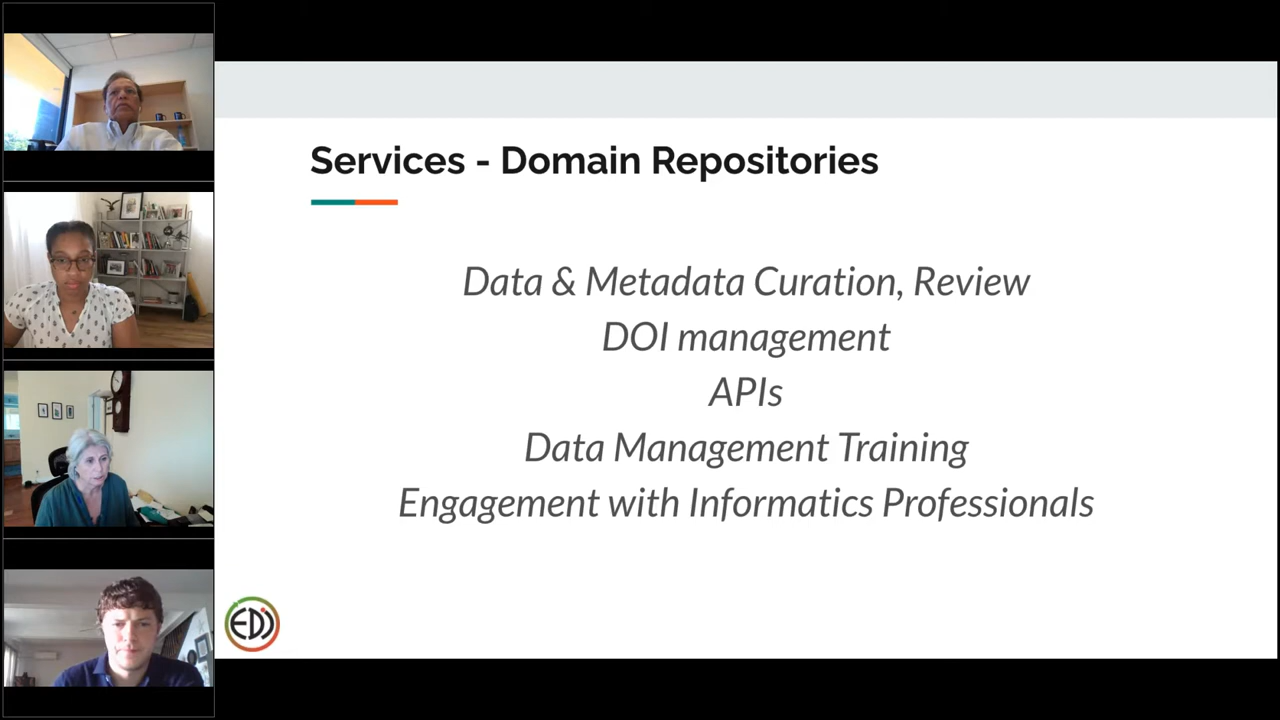 Services - Domain Repositories
Data & Metadata Curation, Review
DOI management
APIs
Data Management Training
Engagement with Informatics Professionals
EDI